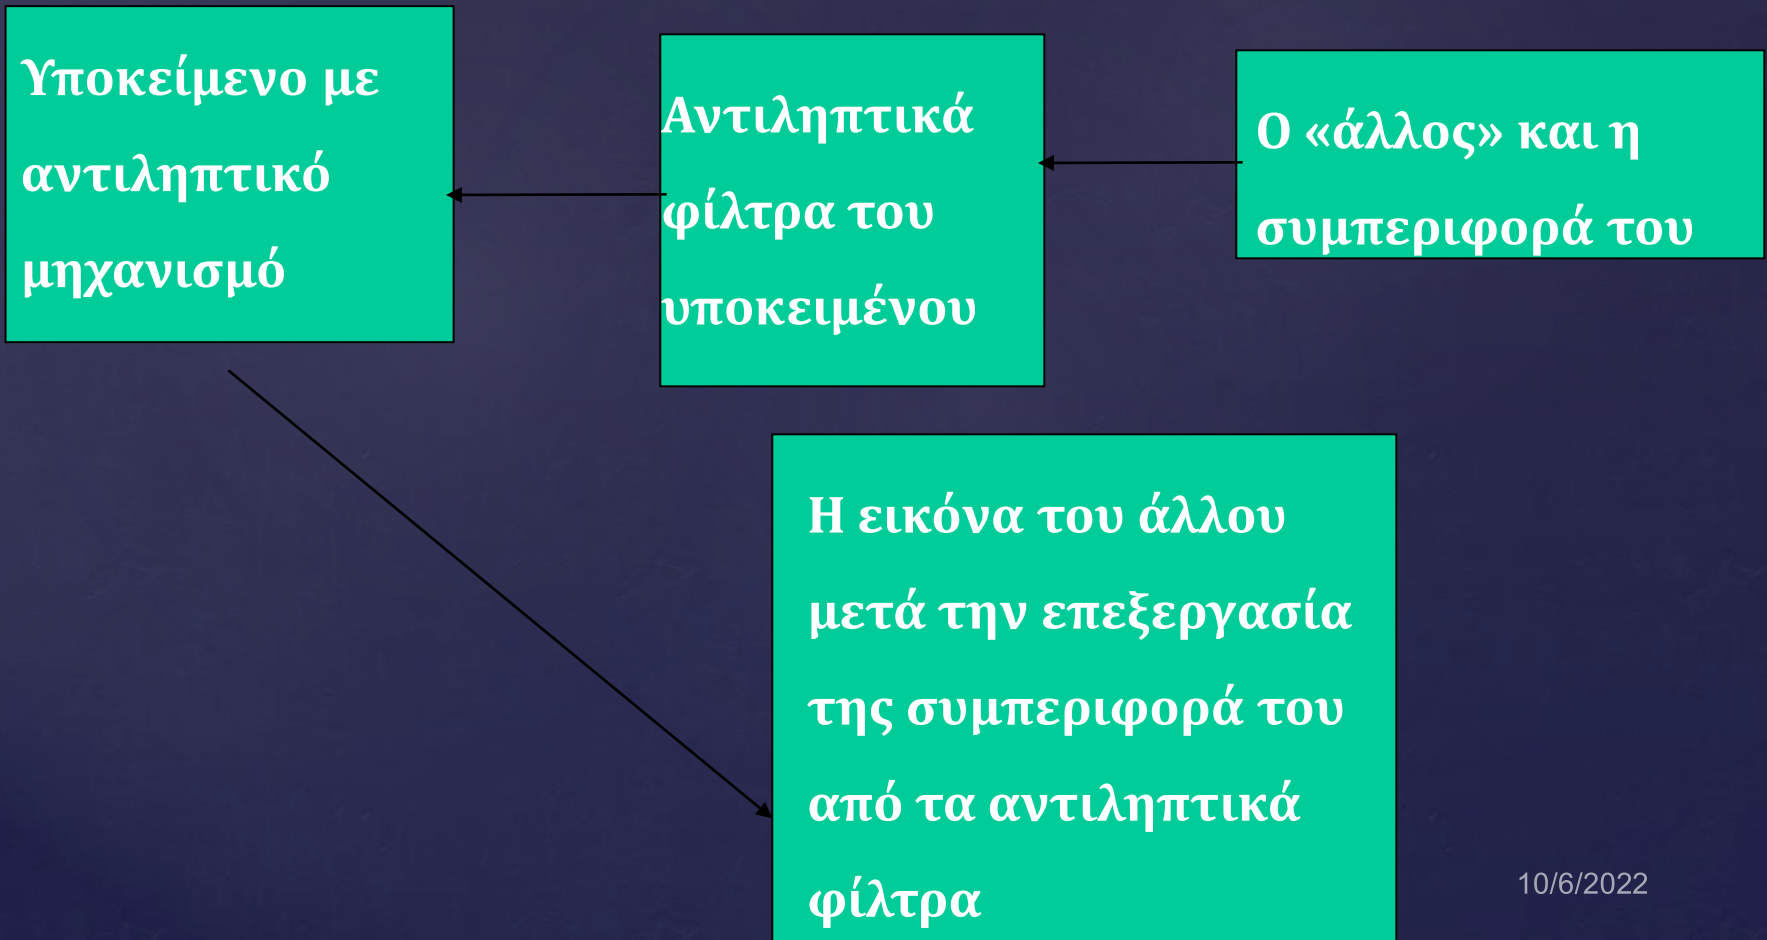 Υποκείμενο με
αντιληπτικό
μηχανισμό
Αντιληπτικά
φίλτρα του
υποκειμένου
Ο «άλλος» και η
συμπεριφορά του
Η εικόνα του άλλου
μετά την επεξεργασία
της συμπεριφορά του
από τα αντιληπτικά
φίλτρα
10/6/2022